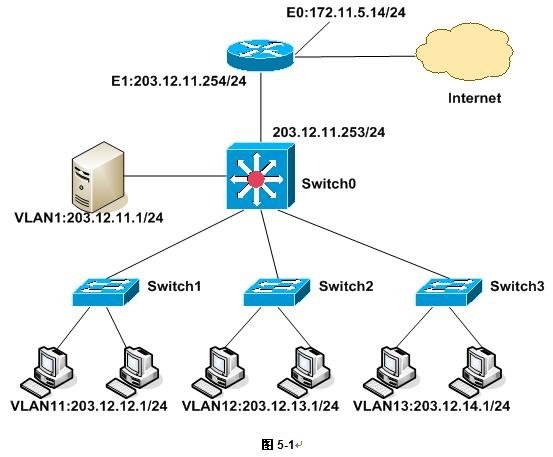 E0:172.11.5.14/24
E1:203.12.11.254/24
Internet
203.12.11.253/24
Switch0
VLAN1:203.12.11.1/24
Switch1
Switch2
Switch3
VLAN11:203.12.12.1/24
VLAN12:203.12.13.1/24
VLAN13:203.12.14.1/24
图 5-1↵